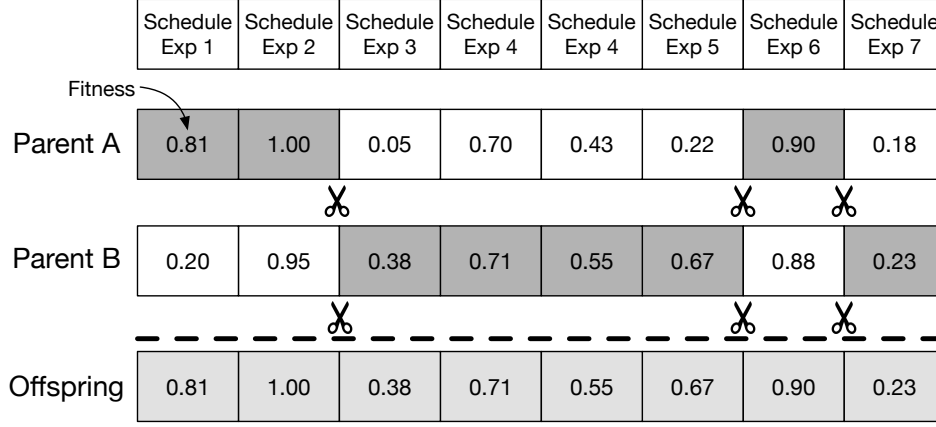 Schedule Exp 1 Schedule Exp 2 Schedule Exp 3 Schedule Exp 4 Schedule Exp 4 Schedule Exp 5 Schedule Exp 6 Schedule Exp 7
Fitness
Parent A 0.81 1.00 0.05 0.70 0.43 0.22 0.90 0.18
Parent B 0.20 0.95 0.38 0.71 0.55 0.67 0.88 0.23
Offspring 0.81 1.00 0.38 0.71 0.55 0.67 0.90 0.23